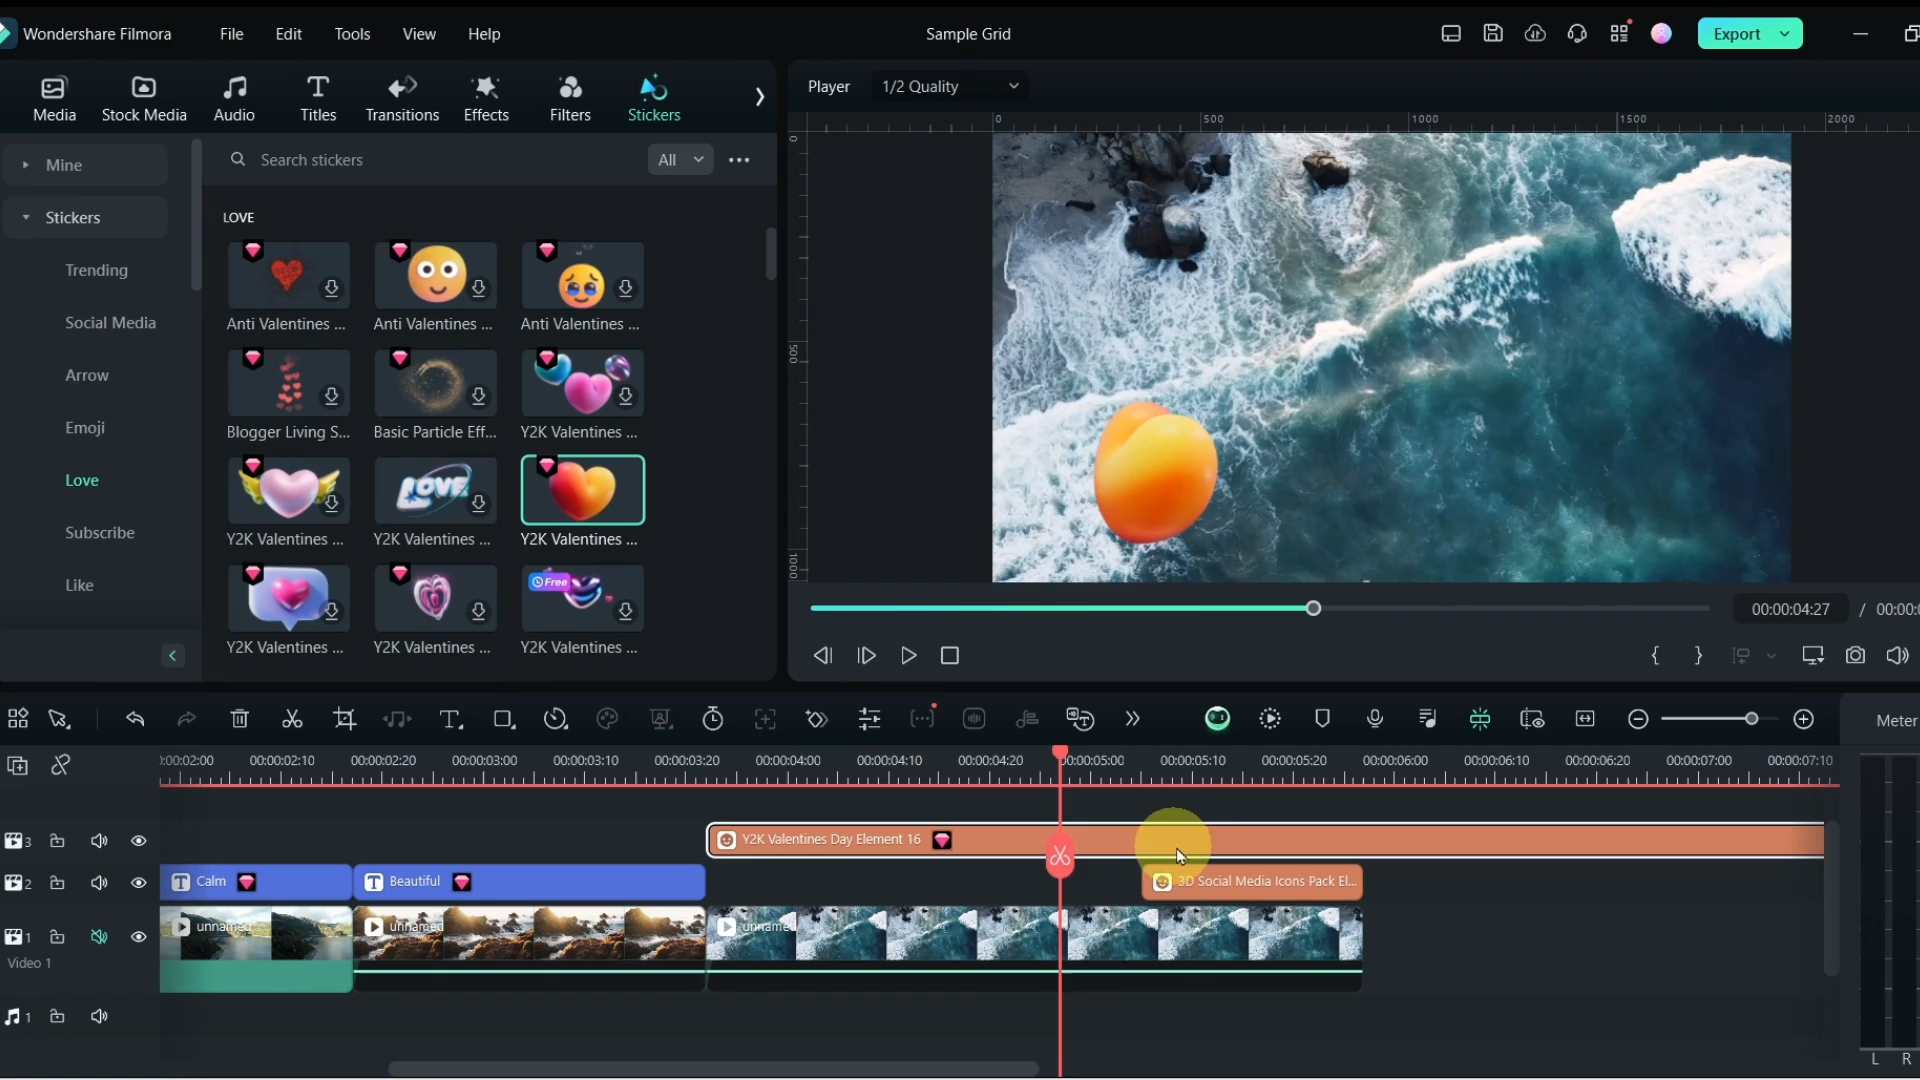 Wondershare Filmora File Edit Tools View Help Sample Grid Export
Media Stock Media Audio Titles Transitions Effects Filters Stickers
Player 1/2 Quality
Mine
Search stickers All
Stickers
LOVE
Trending
Social Media
Arrow
Emoji
Love
Subscribe
Like
Anti Valentines ... Anti Valentines ... Anti Valentines ...
Blogger Living S... Basic Particle Eff... Y2K Valentines ...
LOVE
Y2K Valentines ... Y2K Valentines ... Y2K Valentines ...
Free
Y2K Valentines ... Y2K Valentines ... Y2K Valentines ...
0 500 1000 1500 2000
0
500
1000
00:00:04:27 / 00:00:0
Meter
:00:02:00 00:00:02:10 00:00:02:20 00:00:03:00 00:00:03:10 00:00:03:20 00:00:04:00 00:00:04:10 00:00:04:20 00:00:05:00 00:00:05:10 00:00:05:20 00:00:06:00 00:00:06:10 00:00:06:20 00:00:07:00 00:00:07:10
3 Y2K Valentines Day Element 16
2 Calm Beautiful 3D Social Media Icons Pack El...
1 unnamed unnamed unnamed
Video 1
1
L R